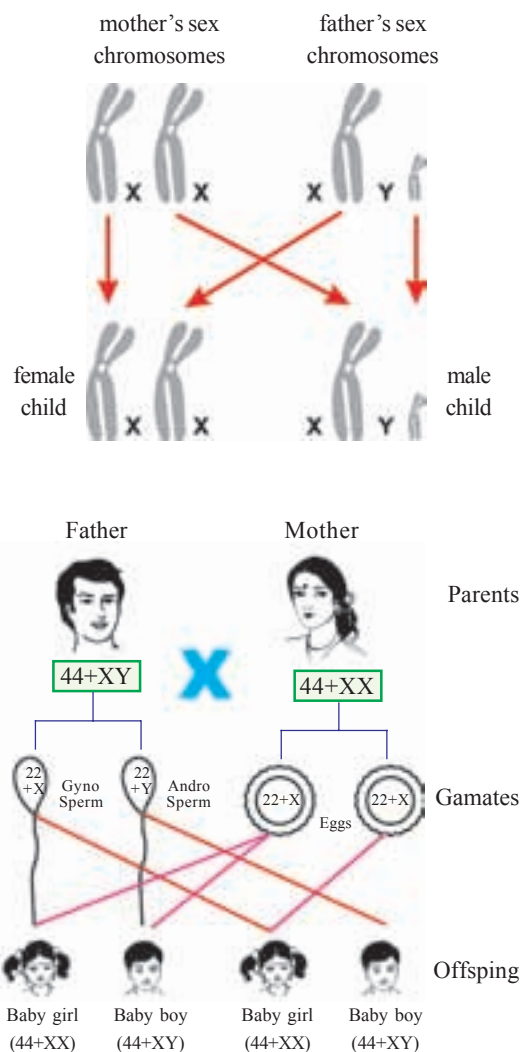 mother's sex
chromosomes
father's sex
chromosomes
X X X Y
female
child
X X X Y
male
child
Father Mother
Parents
44+XY X 44+XX
22
+X
Gyno
Sperm
22
+Y
Andro
Sperm
22+X
Eggs
22+X
Gamates
Offsping
Baby girl
(44+XX)
Baby boy
(44+XY)
Baby girl
(44+XX)
Baby boy
(44+XY)